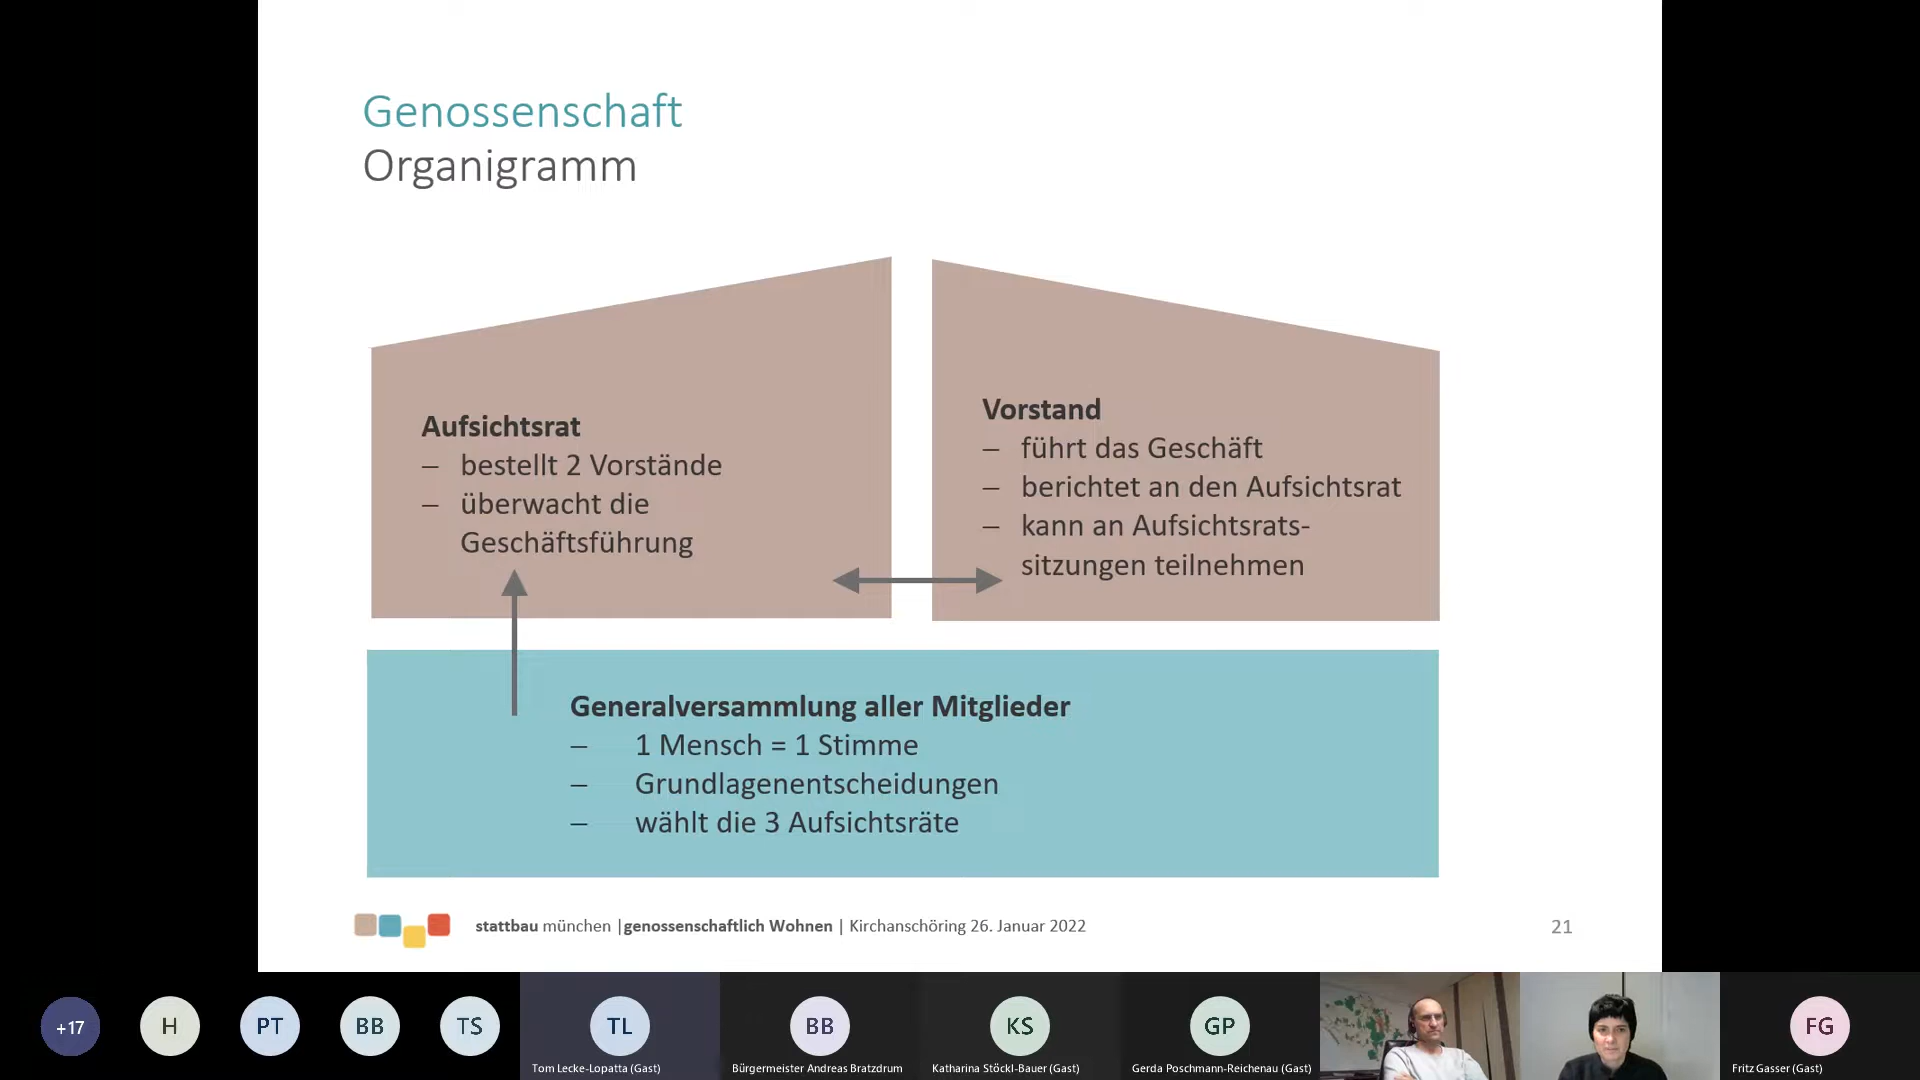 Genossenschaft
Organigramm
Aufsichtsrat
– bestellt 2 Vorstände
– überwacht die
Geschäftsführung
Vorstand
– führt das Geschäft
– berichtet an den Aufsichtsrat
– kann an Aufsichtsrats-
sitzungen teilnehmen
Generalversammlung aller Mitglieder
– 1 Mensch = 1 Stimme
– Grundlagenentscheidungen
– wählt die 3 Aufsichtsräte
stattbau münchen |genossenschaftlich Wohnen | Kirchanschöring 26. Januar 2022
21
+17
H
PT
BB
TS
TL
Tom Lecke-Lopatta (Gast)
BB
Bürgermeister Andreas Bratzdrum
KS
Katharina Stöckl-Bauer (Gast)
GP
Gerda Poschmann-Reichenau (Gast)
FG
Fritz Gasser (Gast)